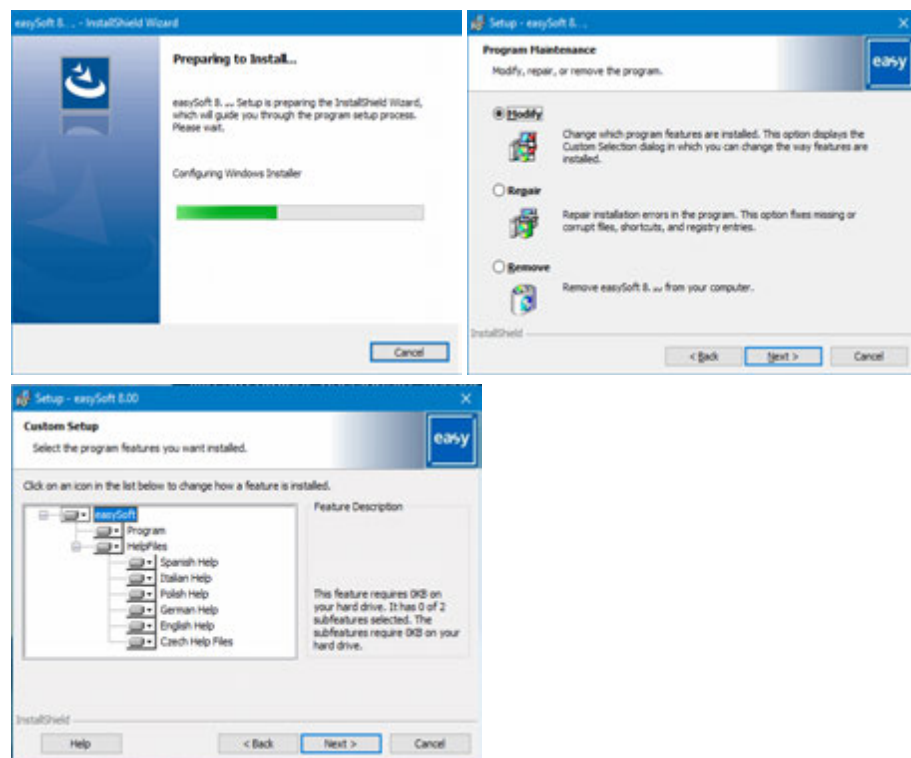 easySoft 8.... - InstallShield Wizard
Preparing to Install...
easySoft 8. ... Setup is preparing the InstallShield Wizard,
which will guide you through the program setup process.
Please wait.
Configuring Windows Installer
Cancel
Setup - easySoft 8....
Program Maintenance
Modify, repair, or remove the program.
easy
Modify
Change which program features are installed. This option displays the
Custom Selection dialog in which you can change the way features are
installed.
Repair
Repair installation errors in the program. This option fixes missing or
corrupt files, shortcuts, and registry entries.
Remove
Remove easySoft 8. ... from your computer.
InstallShield
< Back
Next >
Cancel
Setup - easySoft 8.00
Custom Setup
Select the program features you want installed.
easy
Click on an icon in the list below to change how a feature is installed.
easySoft
Program
HelpFiles
Spanish Help
Italian Help
Polish Help
German Help
English Help
Czech Help Files
Feature Description
This feature requires 0KB on
your hard drive. It has 0 of 2
subfeatures selected. The
subfeatures require 0KB on your
hard drive.
InstallShield
Help
< Back
Next >
Cancel